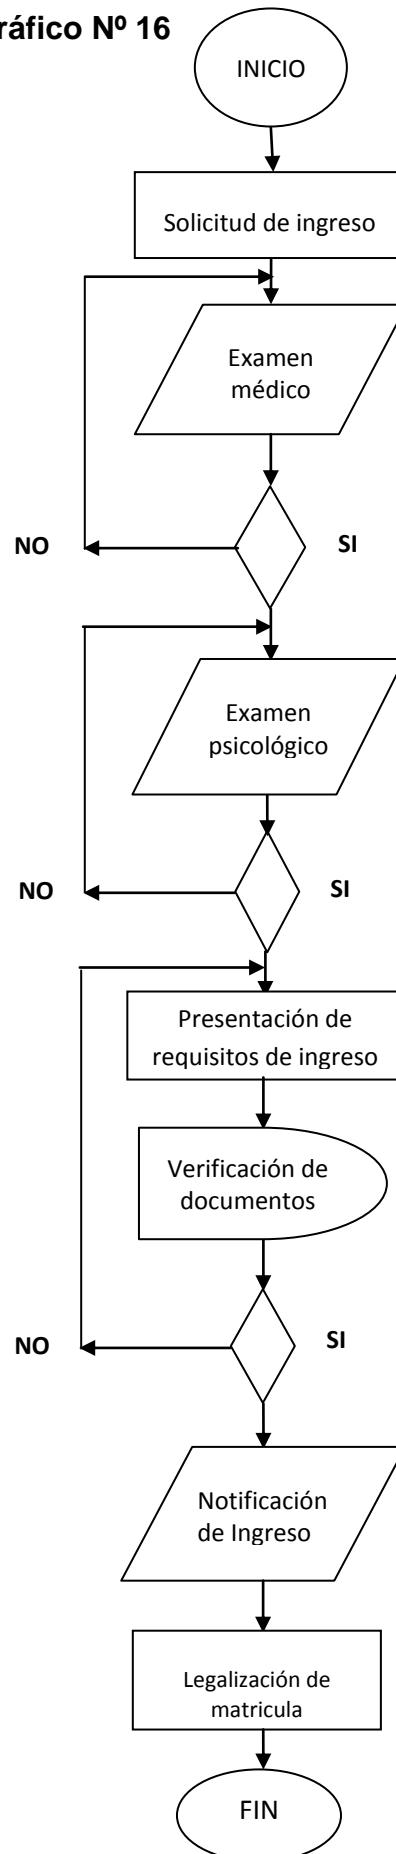 ráfico Nº 16
INICIO
Solicitud de ingreso
Examen
médico
NO
SI
Examen
psicológico
NO
SI
Presentación de
requisitos de ingreso
Verificación de
documentos
NO
SI
Notificación
de Ingreso
Legalización de
matricula
FIN